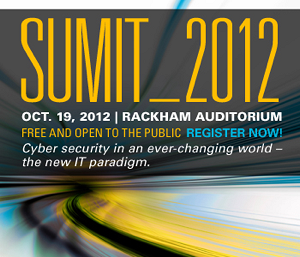 SUMIT_2012
OCT. 19, 2012 | RACKHAM AUDITORIUM
FREE AND OPEN TO THE PUBLIC REGISTER NOW!
Cyber security in an ever-changing world –
the new IT paradigm.